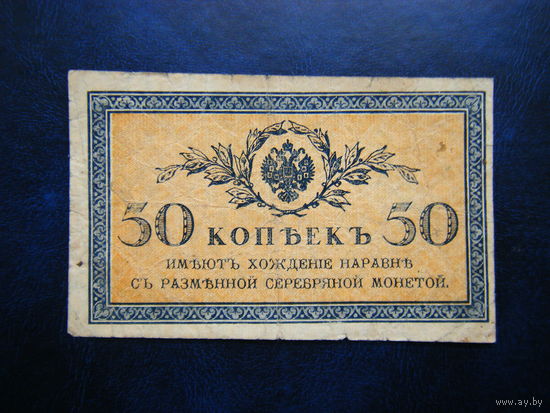 50 КОПѢЕКЪ 50
ИМѢЮТЪ ХОЖДЕНІЕ НАРАВНѢ
СЪ РАЗМѢННОЙ СЕРЕБРЯНОЙ МОНЕТОЙ.
www.ay.by